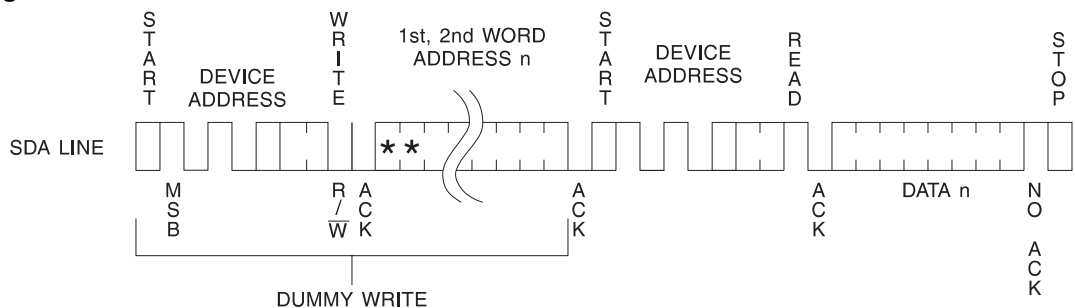 g
START
DEVICE
ADDRESS
WRITE
1st, 2nd WORD
ADDRESS n
START
DEVICE
ADDRESS
READ
STOP
SDA LINE
* *
MSB
R/W
ACK
ACK
ACK
DATA n
NO ACK
DUMMY WRITE